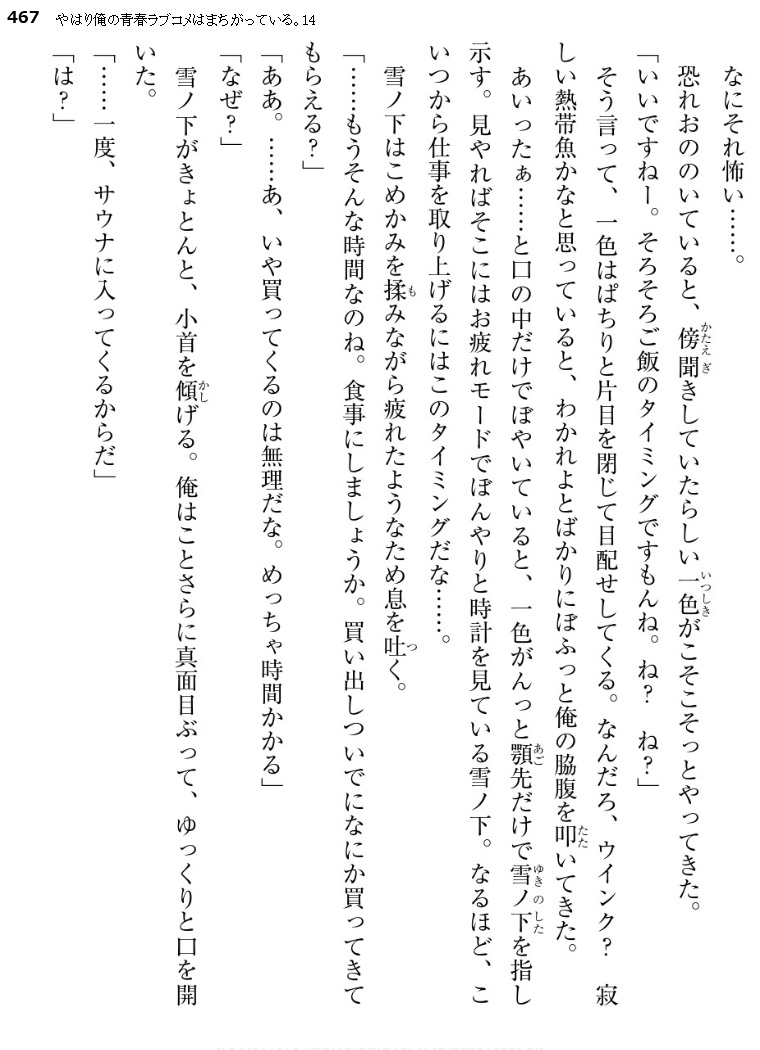 467 やはり俺の青春ラブコメはまちがっている。14
なにそれ怖い……。
恐れおののいていると、傍聞きしていたらしい一色がこそこそっとやってきた。
「いいですねー。そろそろご飯のタイミングですもんね。ね？　ね？」
そう言って、一色はぱちりと片目を閉じて目配せしてくる。なんだろ、ウインク？　寂
しい熱帯魚かなと思っていると、わかれよとばかりにぽふっと俺の脇腹を叩いてきた。
あいったぁ……と口の中だけでぼやいていると、一色がんっと顎先だけで雪ノ下を指し
示す。見やればそこにはお疲れモードでぼんやりと時計を見ている雪ノ下。なるほど、こ
いつから仕事を取り上げるにはこのタイミングだな……。
雪ノ下はこめかみを揉みながら疲れたようなため息を吐く。
「……もうそんな時間なのね。食事にしましょうか。買い出しついでになにか買ってきて
もらえる？」
「ああ。……あ、いや買ってくるのは無理だな。めっちゃ時間かかる」
「なぜ？」
雪ノ下がきょとんと、小首を傾げる。俺はことさらに真面目ぶって、ゆっくりと口を開
いた。
「……一度、サウナに入ってくるからだ」
「は？」